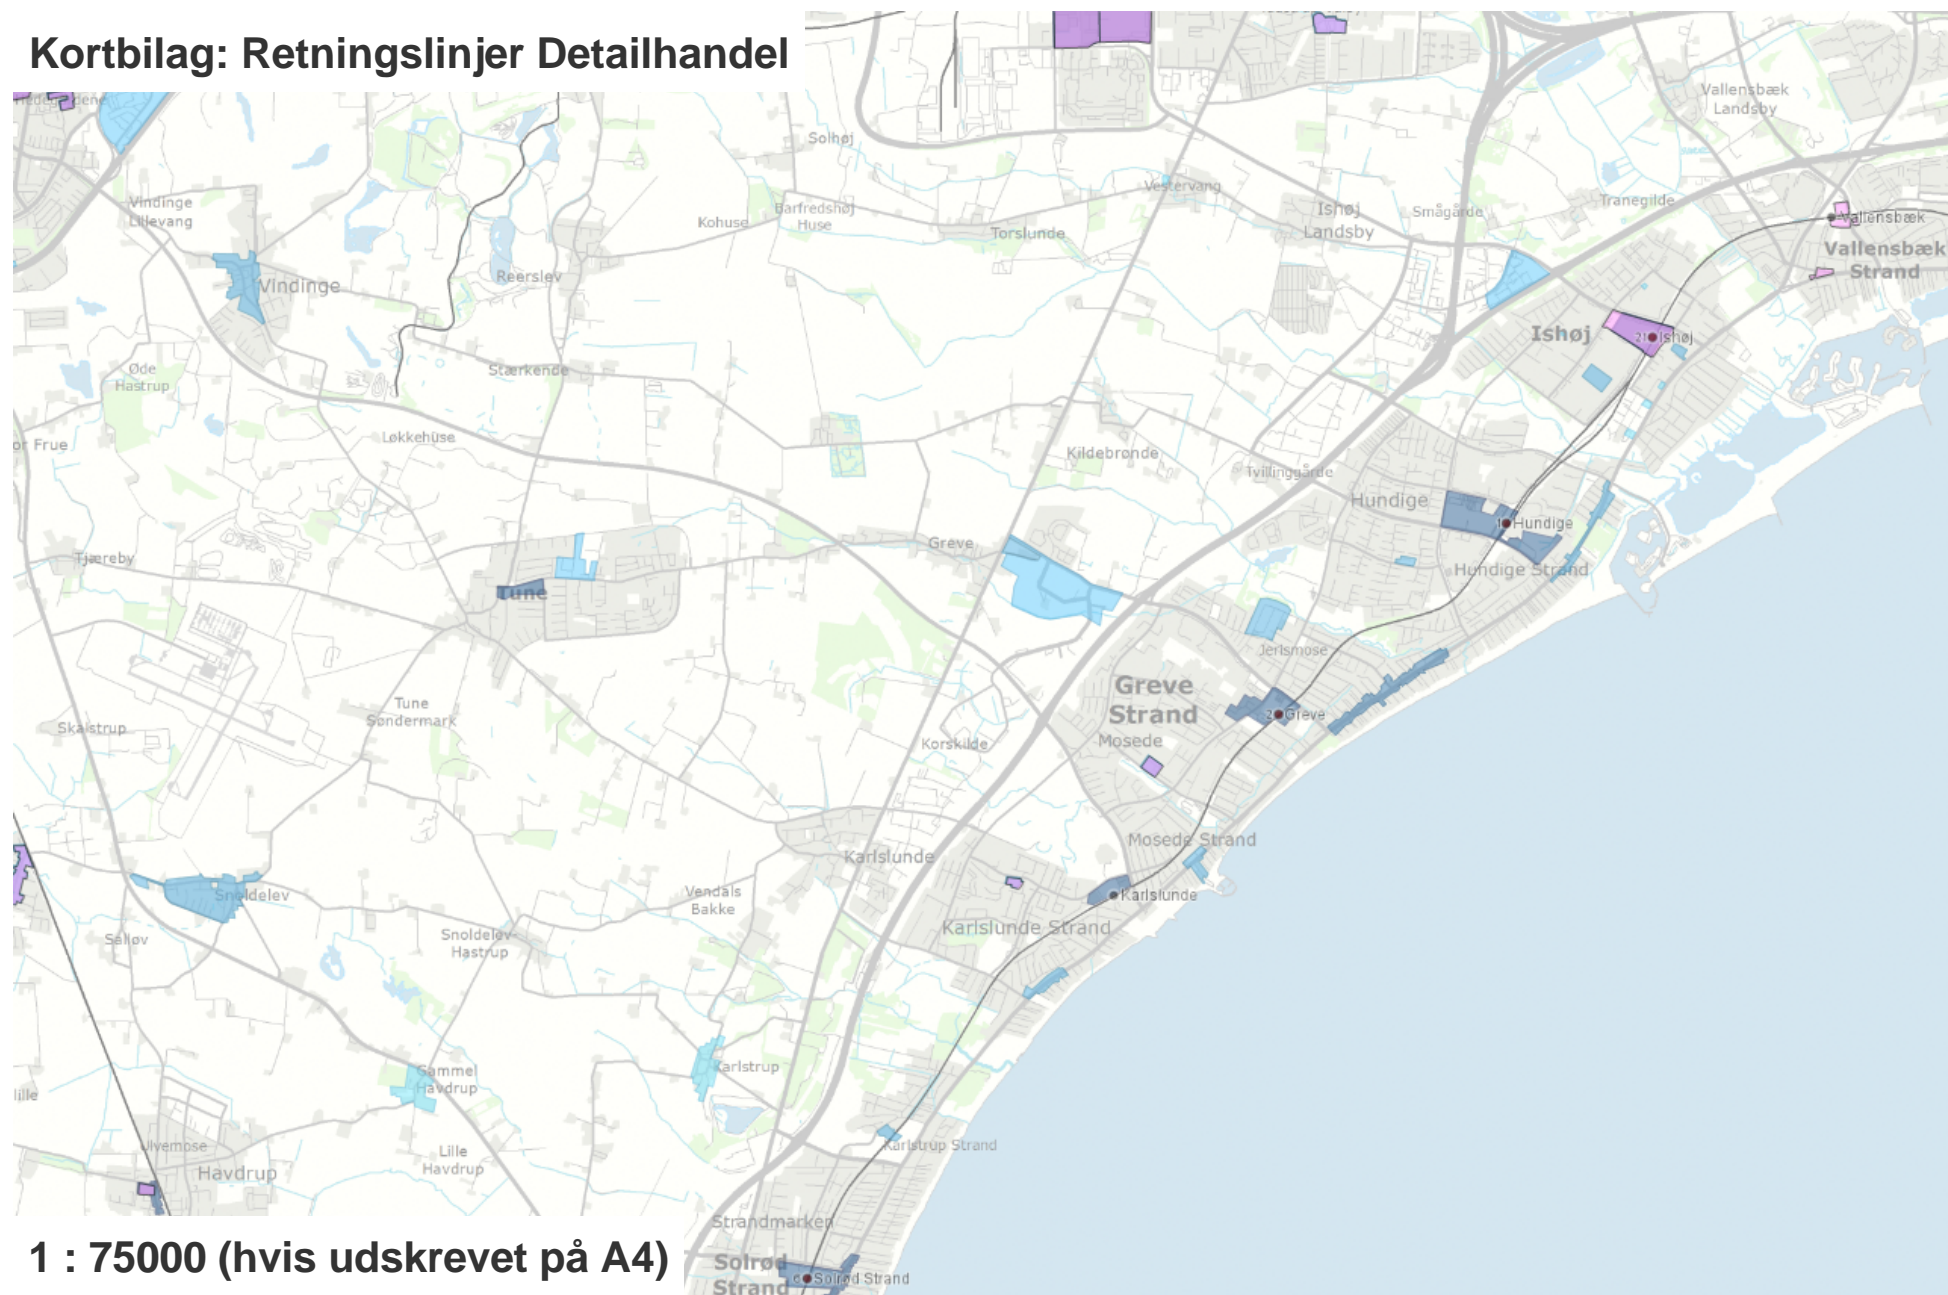 Kortbilag: Retningslinjer Detailhandel
Solhøj
Vallensbæk
Landsby
Vindinge
Lillevang
Kohuse
Barfredshøj
Huse
Torslunde
Vestervang
Ishøj
Landsby
Smågårde
Tranegilde
Vallensbæk
Vallensbæk
Strand
Vindinge
Reerslev
Ishøj
Ishøj
Øde
Hastrup
Stærkende
or Frue
Løkkehuse
Kildebrønde
Tvillinggårde
Hundige
Hundige
Hundige Strand
Greve
Tjæreby
Tune
Jerlsmose
Greve
Strand
Greve
Mosede
Tune
Søndermark
Skalstrup
Korskilde
Mosede Strand
Karlslunde
Karlslunde
Karlslunde Strand
Vendals
Bakke
Snoldelev
Salløv
Snoldelev-
Hastrup
Karlstrup
Gammel
Havdrup
lille
Ulvemose
Havdrup
Lille
Havdrup
Karlstrup Strand
Strandmarken
Solrød
Strand
Solrød Strand
1 : 75000 (hvis udskrevet på A4)